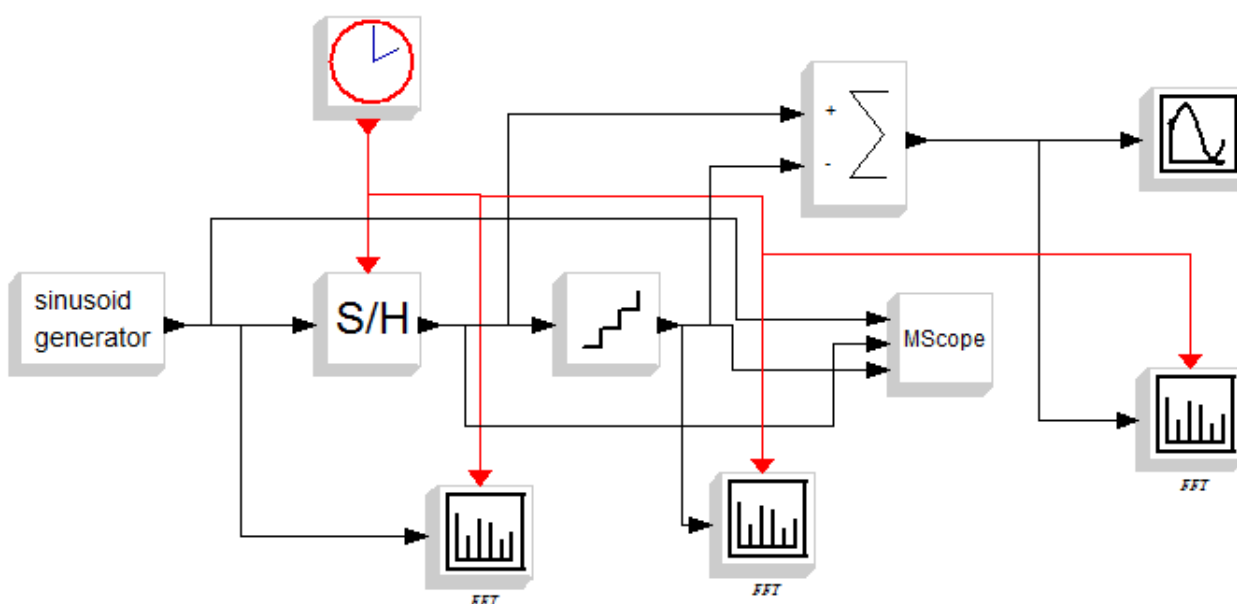 +
-
sinusoid
generator
S/H
MScope
FFT
FFT
FFT